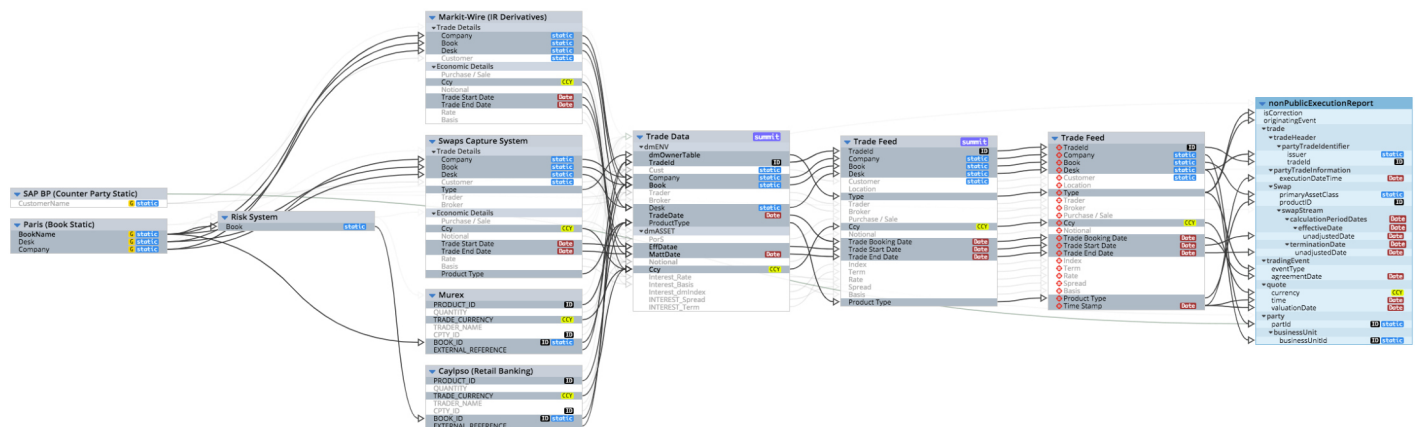 SAP BP (Counter Party Static)
CustomerName G static
Paris (Book Static)
BookName G static
Desk G static
Company G static
Risk System
Book static
Markit-Wire (IR Derivatives)
Trade Details
Company static
Book static
Desk static
Customer static
Economic Details
Purchase / Sale
Ccy CCY
Notional
Trade Start Date Date
Trade End Date Date
Rate
Basis
Swaps Capture System
Trade Details
Company static
Book static
Desk static
Customer static
Type
Trader
Broker
Economic Details
Purchase / Sale
Ccy CCY
Notional
Trade Start Date Date
Trade End Date Date
Rate
Basis
Product Type
Murex
PRODUCT_ID ID
QUANTITY
TRADE_CURRENCY CCY
TRADER_NAME
CPTY_ID ID
BOOK_ID ID static
EXTERNAL_REFERENCE
Caylpso (Retail Banking)
PRODUCT_ID ID
QUANTITY
TRADE_CURRENCY CCY
TRADER_NAME
CPTY_ID ID
BOOK_ID ID static
EXTERNAL_REFERENCE
Trade Data summit
dmENV
dmOwnerTable
TradeId ID
Cust static
Company static
Book static
Trader
Broker
Desk static
TradeDate Date
ProductType
dmASSET
PorS
EffDatae
MattDate Date
Notional
Ccy CCY
Interest_Rate
Interest_Basis
Interest_dmIndex
INTEREST_Spread
INTEREST_Term
Trade Feed summit
TradeId ID
Company static
Book static
Desk static
Customer static
Location
Type
Trader
Broker
Purchase / Sale
Ccy CCY
Notional
Trade Booking Date Date
Trade Start Date Date
Trade End Date Date
Index
Term
Rate
Spread
Basis
Product Type
Trade Feed
TradeId ID
Company static
Book static
Desk static
Customer static
Location
Type
Trader
Broker
Purchase / Sale
Ccy CCY
Notional
Trade Booking Date Date
Trade Start Date Date
Trade End Date Date
Index
Term
Rate
Spread
Basis
Product Type
Time Stamp Date
nonPublicExecutionReport
isCorrection
originatingEvent
trade
tradeHeader
partyTradeIdentifier
issuer static
tradeId ID
partyTradeInformation
executionDateTime Date
Swap
primaryAssetClass static
productID ID
swapStream
calculationPeriodDates Date
effectiveDate Date
unadjustedDate Date
terminationDate Date
unadjustedDate Date
tradingEvent
eventType
agreementDate Date
quote
currency CCY
time Date
valuationDate Date
party
partId ID static
businessUnit
businessUnitId ID static